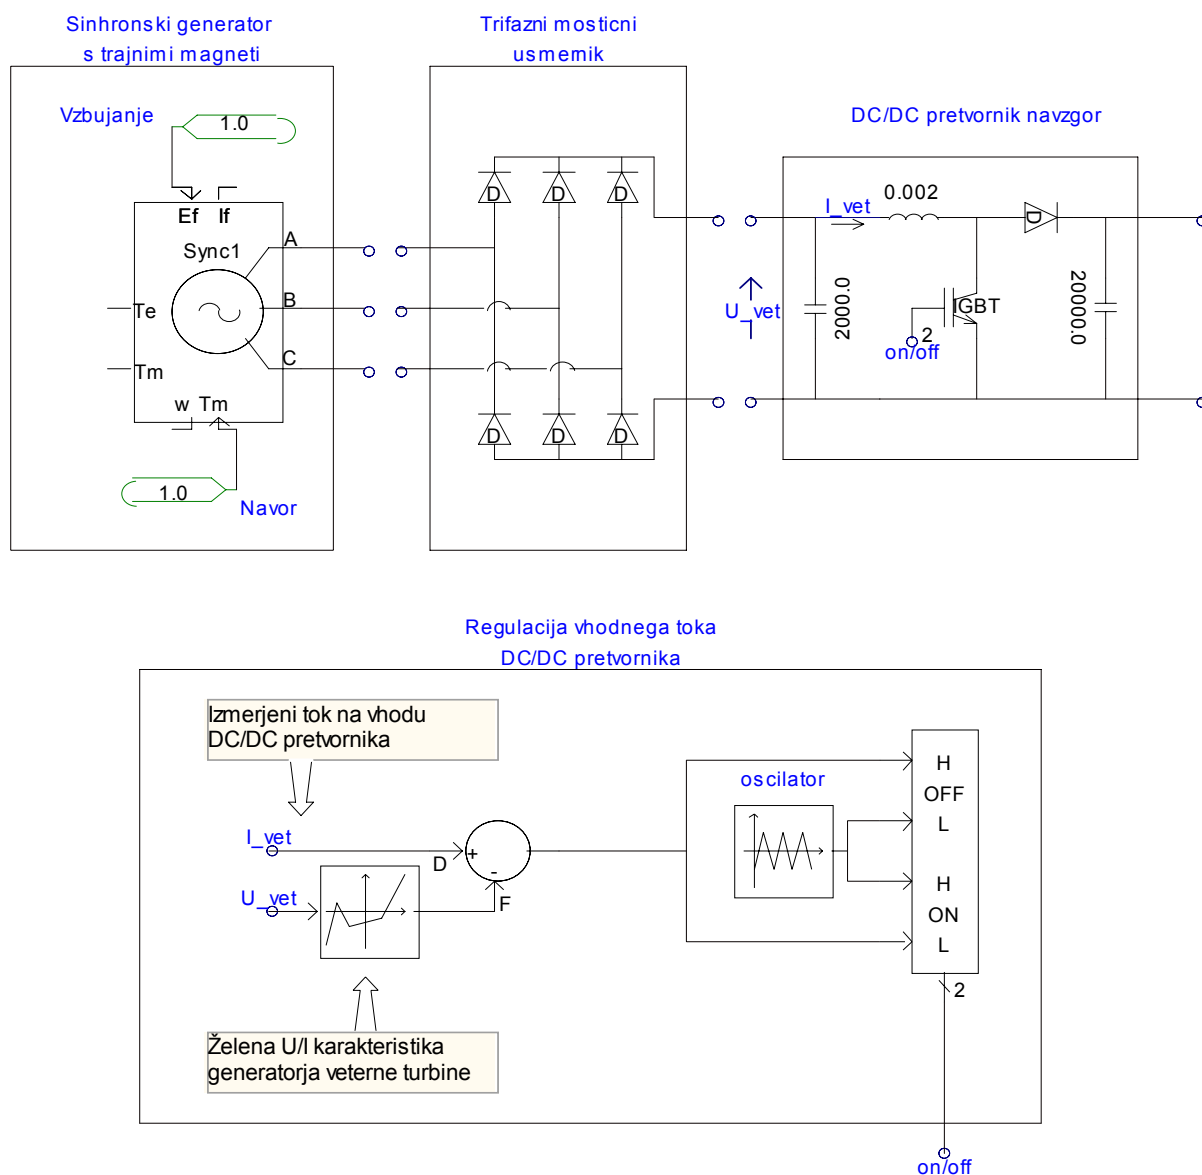 Sinhronski generator
s trajnimi magneti
Trifazni mosticni
usmernik
DC/DC pretvornik navzgor
Vzbujanje
1.0
Ef If
Sync1
A
B
C
Te
Tm
w Tm
1.0
Navor
D D D
D D D
I_vet
0.002
D
U_vet
2000.0
IGBT
2
on/off
20000.0
Regulacija vhodnega toka
DC/DC pretvornika
Izmerjeni tok na vhodu
DC/DC pretvornika
I_vet
D
+
-
U_vet
F
oscilator
H
OFF
L
H
ON
L
2
Želena U/I karakteristika
generatorja veterne turbine
on/off